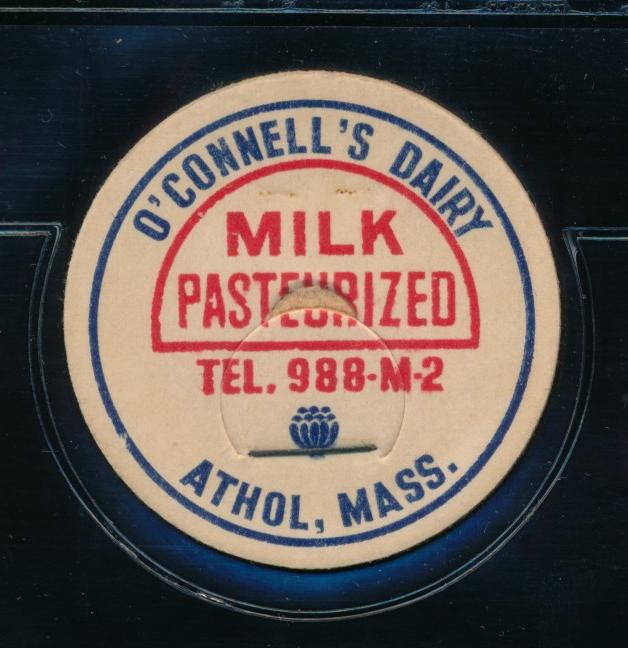 O'CONNELL'S DAIRY
MILK
PASTEURIZED
TEL. 988-M-2
ATHOL, MASS.